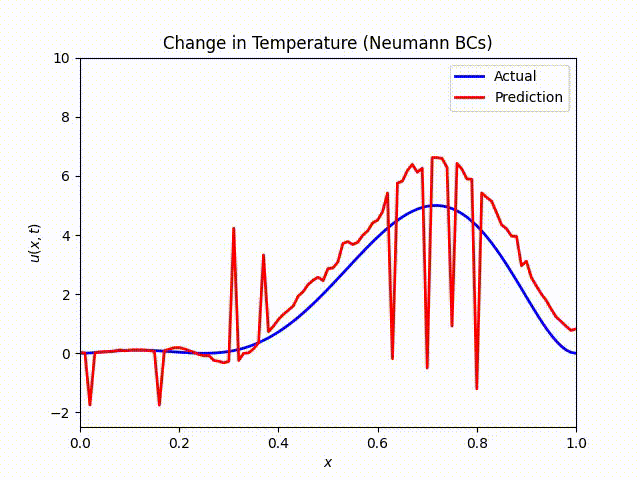 Change in Temperature (Neumann BCs)
Actual
Prediction
10
8
6
4
2
0
−2
u(x, t)
0.0 0.2 0.4 0.6 0.8 1.0
x